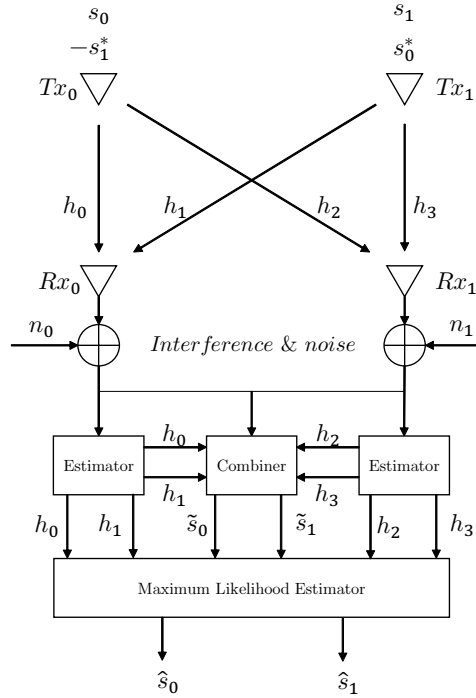 s₀ s₁
−s₁* s₀*
Tx₀ Tx₁
h₀ h₁ h₂ h₃
Rx₀ Rx₁
n₀ Interference & noise n₁
h₀ h₂
Estimator Combiner Estimator
h₁ h₃
h₀ h₁ s̃₀ s̃₁ h₂ h₃
Maximum Likelihood Estimator
ŝ₀ ŝ₁